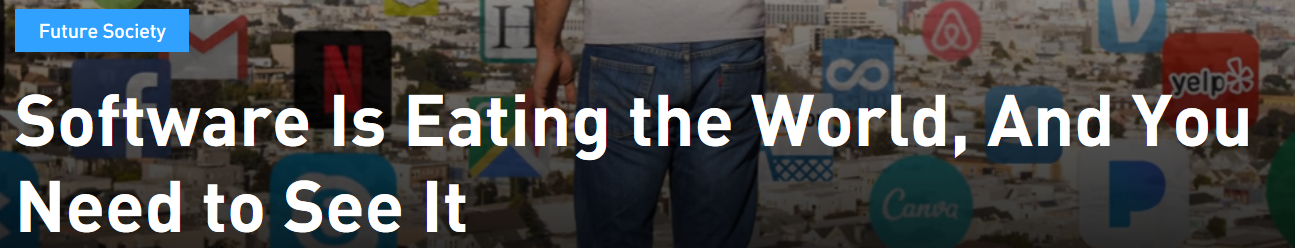 Future Society
H
N
f
yelp
Software Is Eating the World, And You
Need to See It
Canva